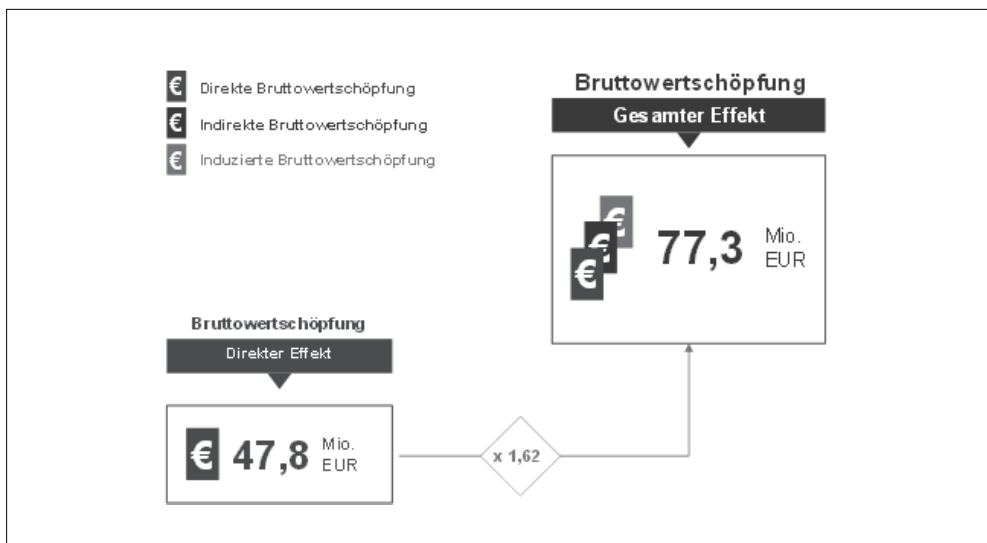 € Direkte Bruttowertschöpfung
€ Indirekte Bruttowertschöpfung
€ Induzierte Bruttowertschöpfung
Bruttowertschöpfung
Gesamter Effekt
€
€
€
77,3 Mio.
EUR
Bruttowertschöpfung
Direkter Effekt
€ 47,8 Mio.
EUR
x 1,62